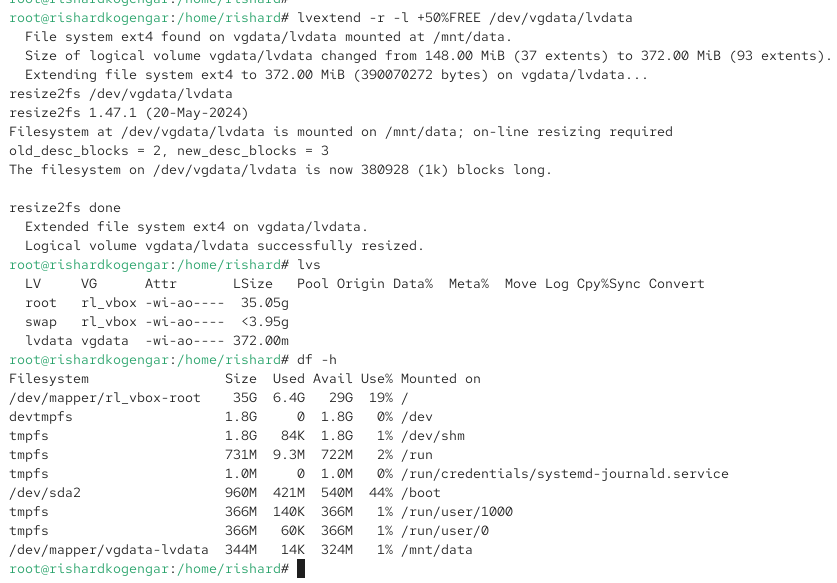 root@rishardkogengar:/home/rishard#
root@rishardkogengar:/home/rishard# lvextend -r -l +50%FREE /dev/vgdata/lvdata
  File system ext4 found on vgdata/lvdata mounted at /mnt/data.
  Size of logical volume vgdata/lvdata changed from 148.00 MiB (37 extents) to 372.00 MiB (93 extents).
  Extending file system ext4 to 372.00 MiB (390070272 bytes) on vgdata/lvdata...
resize2fs /dev/vgdata/lvdata
resize2fs 1.47.1 (20-May-2024)
Filesystem at /dev/vgdata/lvdata is mounted on /mnt/data; on-line resizing required
old_desc_blocks = 2, new_desc_blocks = 3
The filesystem on /dev/vgdata/lvdata is now 380928 (1k) blocks long.

resize2fs done
  Extended file system ext4 on vgdata/lvdata.
  Logical volume vgdata/lvdata successfully resized.
root@rishardkogengar:/home/rishard# lvs
  LV     VG      Attr       LSize   Pool Origin Data%  Meta%  Move Log Cpy%Sync Convert
  root   rl_vbox -wi-ao----  35.05g
  swap   rl_vbox -wi-ao----  <3.95g
  lvdata vgdata  -wi-ao---- 372.00m
root@rishardkogengar:/home/rishard# df -h
Filesystem                 Size  Used Avail Use% Mounted on
/dev/mapper/rl_vbox-root    35G  6.4G   29G  19% /
devtmpfs                   1.8G     0  1.8G   0% /dev
tmpfs                      1.8G   84K  1.8G   1% /dev/shm
tmpfs                      731M  9.3M  722M   2% /run
tmpfs                      1.0M     0  1.0M   0% /run/credentials/systemd-journald.service
/dev/sda2                  960M  421M  540M  44% /boot
tmpfs                      366M  140K  366M   1% /run/user/1000
tmpfs                      366M   60K  366M   1% /run/user/0
/dev/mapper/vgdata-lvdata  344M   14K  324M   1% /mnt/data
root@rishardkogengar:/home/rishard#